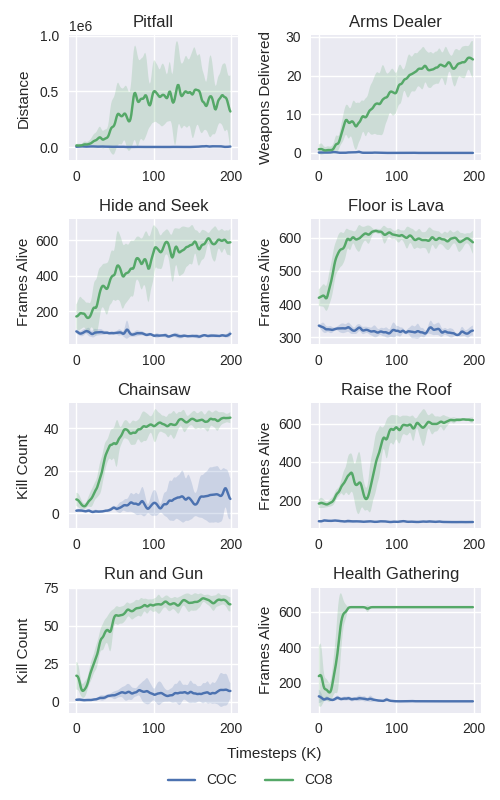 Pitfall
1e6
Distance
1.0
0.5
0.0
0 100 200
Arms Dealer
Weapons Delivered
30
20
10
0
0 100 200
Hide and Seek
Frames Alive
600
400
200
0 100 200
Floor is Lava
Frames Alive
600
500
400
300
0 100 200
Chainsaw
Kill Count
40
20
0
0 100 200
Raise the Roof
Frames Alive
600
400
200
0 100 200
Run and Gun
Kill Count
75
50
25
0
0 100 200
Health Gathering
Frames Alive
600
400
200
0 100 200
Timesteps (K)
COC CO8